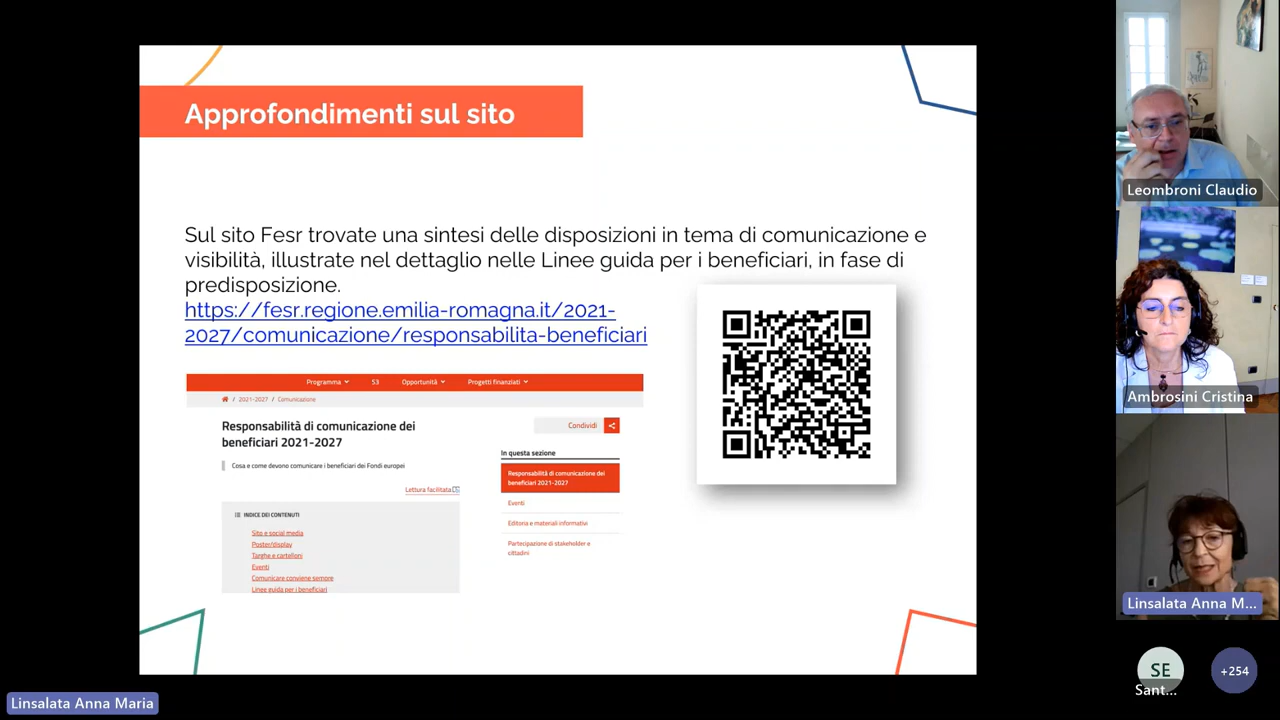 Approfondimenti sul sito
Sul sito Fesr trovate una sintesi delle disposizioni in tema di comunicazione e
visibilità, illustrate nel dettaglio nelle Linee guida per i beneficiari, in fase di
predisposizione.
https://fesr.regione.emilia-romagna.it/2021-
2027/comunicazione/responsabilita-beneficiari
Programma S3 Opportunità Progetti finanziati
/ 2021-2027 / Comunicazione
Responsabilità di comunicazione dei
beneficiari 2021-2027
Cosa e come devono comunicare i beneficiari dei Fondi europei
Lettura facilitata
INDICE DEI CONTENUTI
Sito e social media
Poster/display
Targhe e cartelloni
Eventi
Comunicare conviene sempre
Linee guida per i beneficiari
Condividi
In questa sezione
Responsabilità di comunicazione dei
beneficiari 2021-2027
Eventi
Editoria e materiali informativi
Partecipazione di stakeholder e
cittadini
Leombroni Claudio
Ambrosini Cristina
Linsalata Anna M...
SE
Sant...
+254
Linsalata Anna Maria